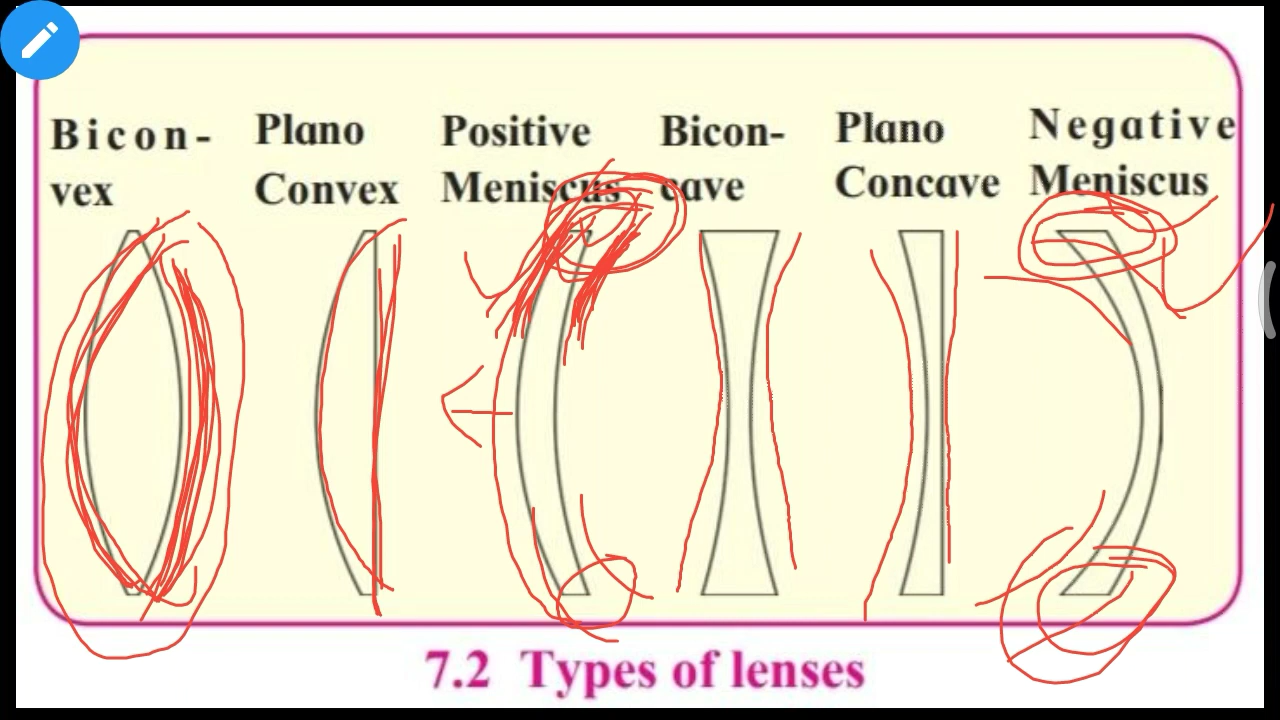 Bicon-
vex
Plano
Convex
Positive
Meniscus
Bicon-
cave
Plano
Concave
Negative
Meniscus
7.2 Types of lenses